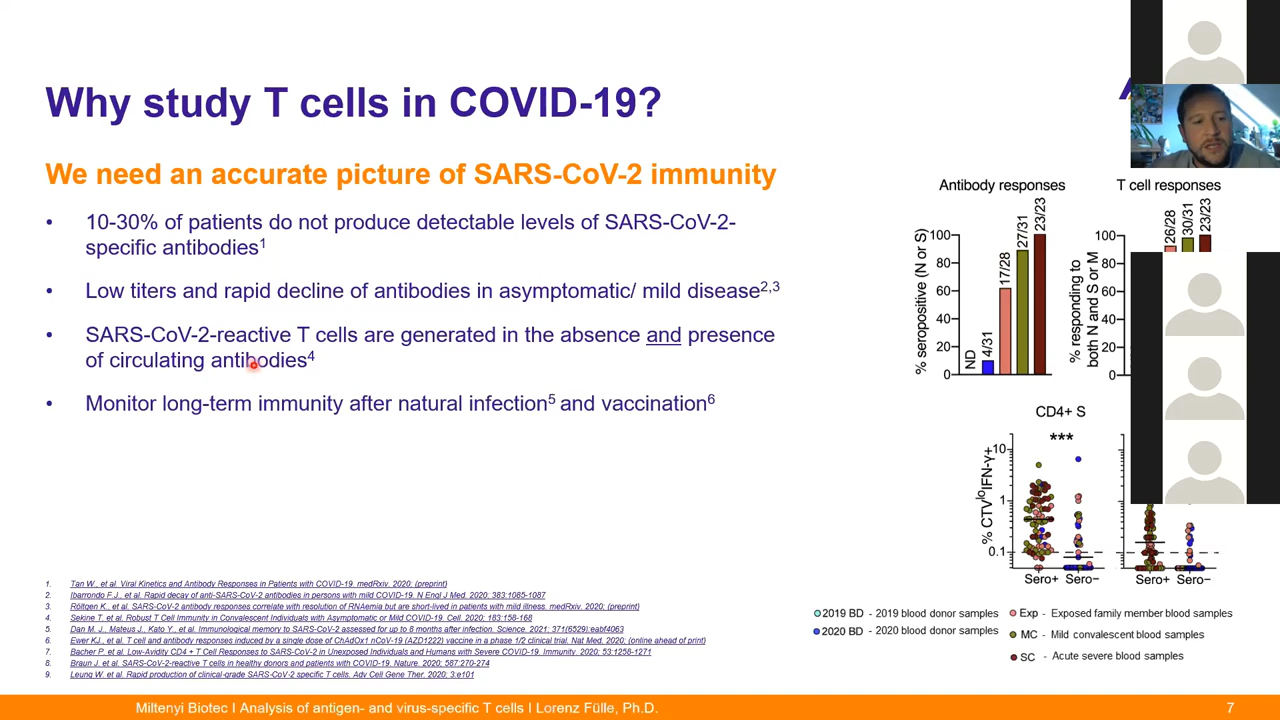 Why study T cells in COVID-19?
We need an accurate picture of SARS-CoV-2 immunity
• 10-30% of patients do not produce detectable levels of SARS-CoV-2-
specific antibodies1
• Low titers and rapid decline of antibodies in asymptomatic/ mild disease2,3
• SARS-CoV-2-reactive T cells are generated in the absence and presence
of circulating antibodies4
• Monitor long-term immunity after natural infection5 and vaccination6
Antibody responses
% seropositive (N or S)
100
80
60
40
20
0
ND
4/31
17/28
27/31
23/23
T cell responses
% responding to
both N and S or M
100
80
60
40
20
0
26/28
30/31
23/23
CD4+ S
***
% CTVloIFN-γ+
10
1
0.1
Sero+ Sero−
Sero+ Sero−
2019 BD - 2019 blood donor samples
2020 BD - 2020 blood donor samples
Exp - Exposed family member blood samples
MC - Mild convalescent blood samples
SC - Acute severe blood samples
1. Tan W., et al. Viral Kinetics and Antibody Responses in Patients with COVID-19. medRxiv. 2020; (preprint)
2. Ibarrondo F.J., et al. Rapid decay of anti-SARS-CoV-2 antibodies in persons with mild COVID-19. N Engl J Med. 2020; 383:1085-1087
3. Röltgen K., et al. SARS-CoV-2 antibody responses correlate with resolution of RNAemia but are short-lived in patients with mild illness. medRxiv. 2020; (preprint)
4. Sekine T. et al. Robust T Cell Immunity in Convalescent Individuals with Asymptomatic or Mild COVID-19. Cell. 2020; 183:158-168
5. Dan M. J., Mateus J., Kato Y., et al. Immunological memory to SARS-CoV-2 assessed for up to 8 months after infection. Science. 2021; 371(6529):eabf4063
6. Ewer KJ., et al. T cell and antibody responses induced by a single dose of ChAdOx1 nCoV-19 (AZD1222) vaccine in a phase 1/2 clinical trial. Nat Med. 2020; (online ahead of print)
7. Bacher P. et al. Low-Avidity CD4 + T Cell Responses to SARS-CoV-2 in Unexposed Individuals and Humans with Severe COVID-19. Immunity. 2020; 53:1258-1271
8. Braun J. et al. SARS-CoV-2-reactive T cells in healthy donors and patients with COVID-19. Nature. 2020; 587:270-274
9. Leung W. et al. Rapid production of clinical-grade SARS-CoV-2 specific T cells. Adv Cell Gene Ther. 2020; 3:e101
Miltenyi Biotec I Analysis of antigen- and virus-specific T cells I Lorenz Fülle, Ph.D.
7